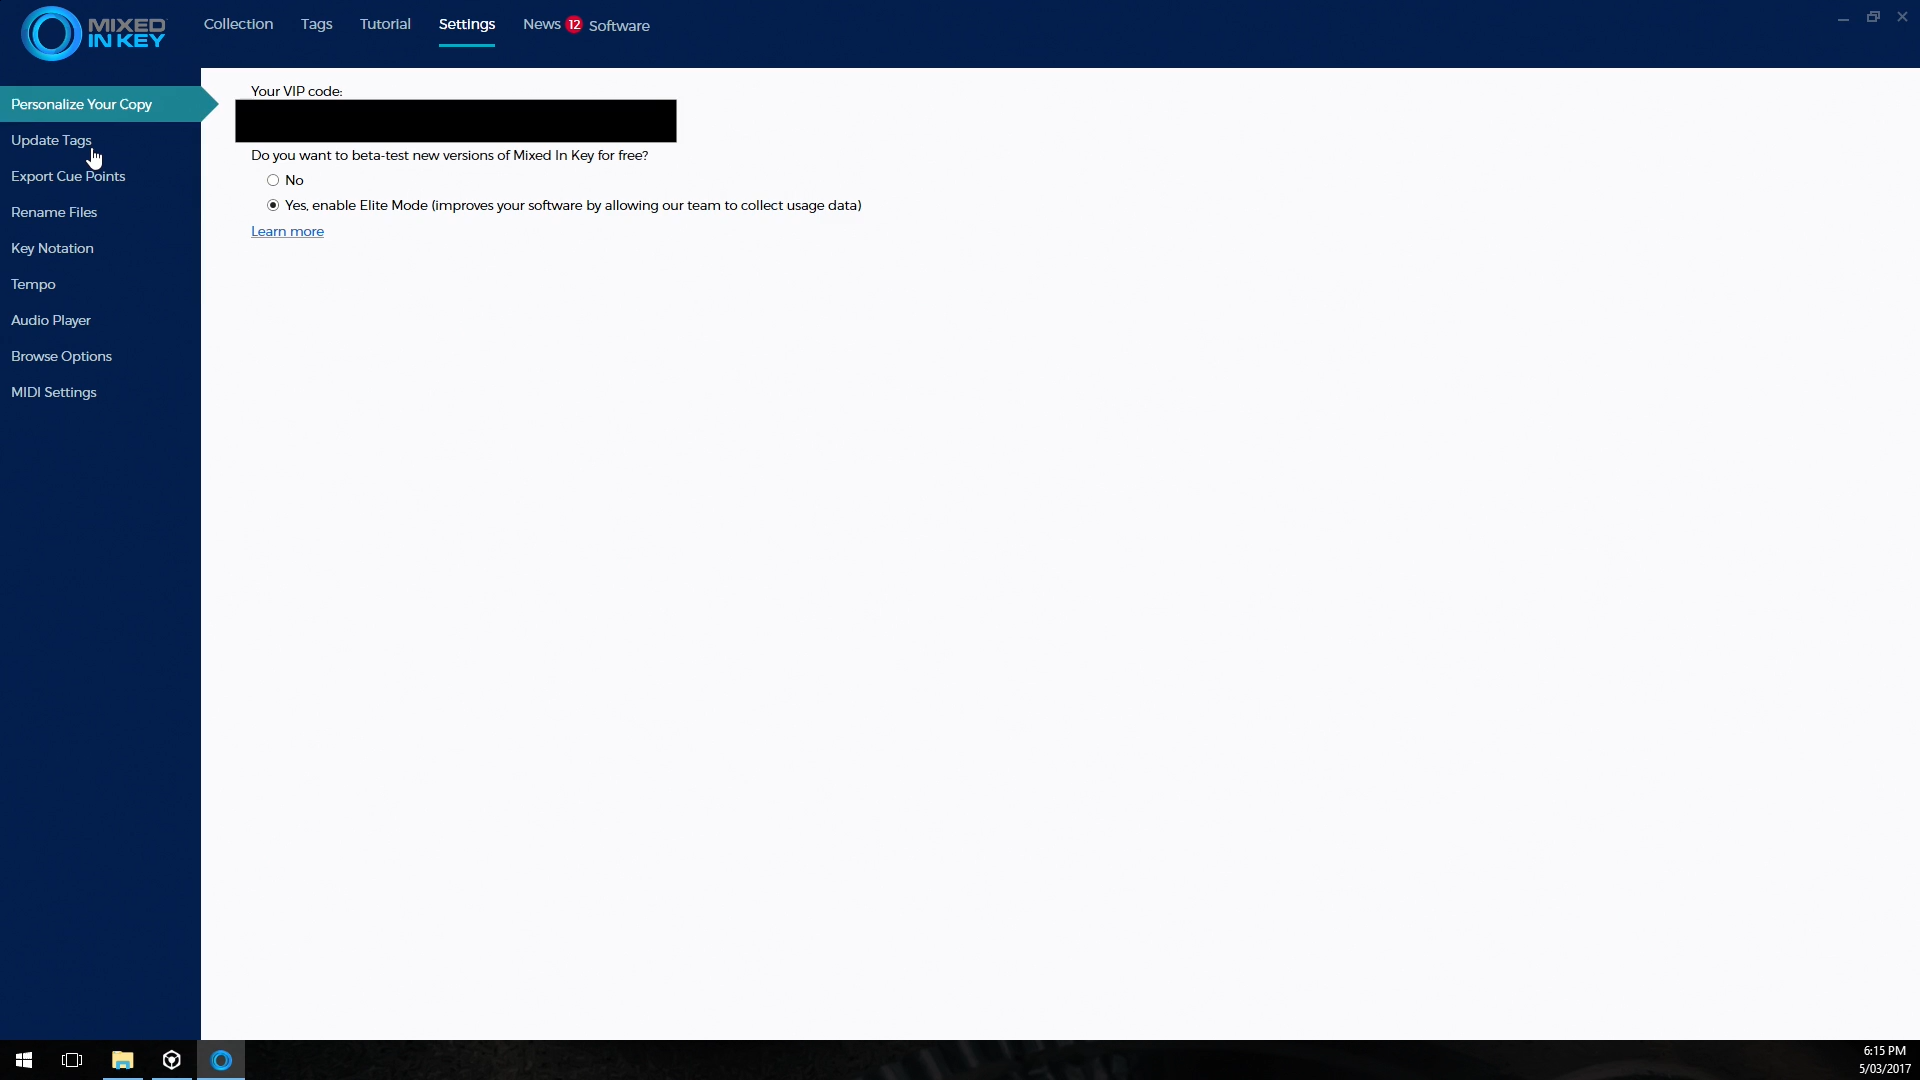 MIXED
IN KEY
Collection Tags Tutorial Settings News 12 Software
Personalize Your Copy
Update Tags
Export Cue Points
Rename Files
Key Notation
Tempo
Audio Player
Browse Options
MIDI Settings
Your VIP code:
Do you want to beta-test new versions of Mixed In Key for free?
No
Yes, enable Elite Mode (improves your software by allowing our team to collect usage data)
Learn more
6:15 PM
5/03/2017